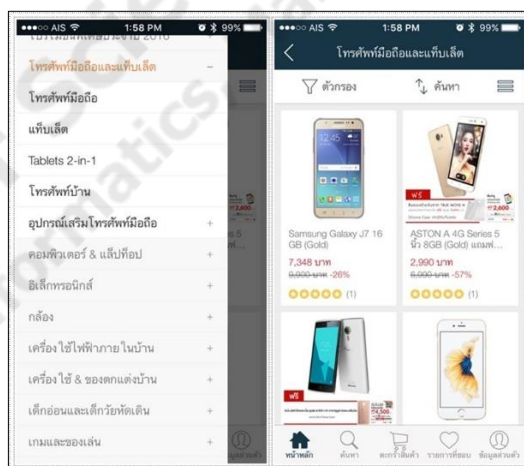 AIS 1:58 PM 99%
โทรศัพท์มือถือและแท็บเล็ต −
โทรศัพท์มือถือ
แท็บเล็ต
Tablets 2-in-1
โทรศัพท์บ้าน
อุปกรณ์เสริมโทรศัพท์มือถือ +
คอมพิวเตอร์ & แล็ปท็อป +
อิเล็กทรอนิกส์ +
กล้อง +
เครื่องใช้ไฟฟ้าภายในบ้าน +
เครื่องใช้ & ของตกแต่งบ้าน +
เด็กอ่อนและเด็กวัยหัดเดิน +
เกมและของเล่น +
AIS 1:58 PM 99%
โทรศัพท์มือถือและแท็บเล็ต
ตัวกรอง ค้นหา
Samsung Galaxy J7 16
GB (Gold)
7,348 บาท
9,900 บาท -26%
(1)
ฟรี
2,600
ASTON A 4G Series 5
นิ้ว 8GB (Gold) แถมฟ...
2,990 บาท
6,990 บาท -57%
(1)
ฟรี
หน้าหลัก ค้นหา ตะกร้าสินค้า รายการที่ชอบ ข้อมูลส่วนตัว